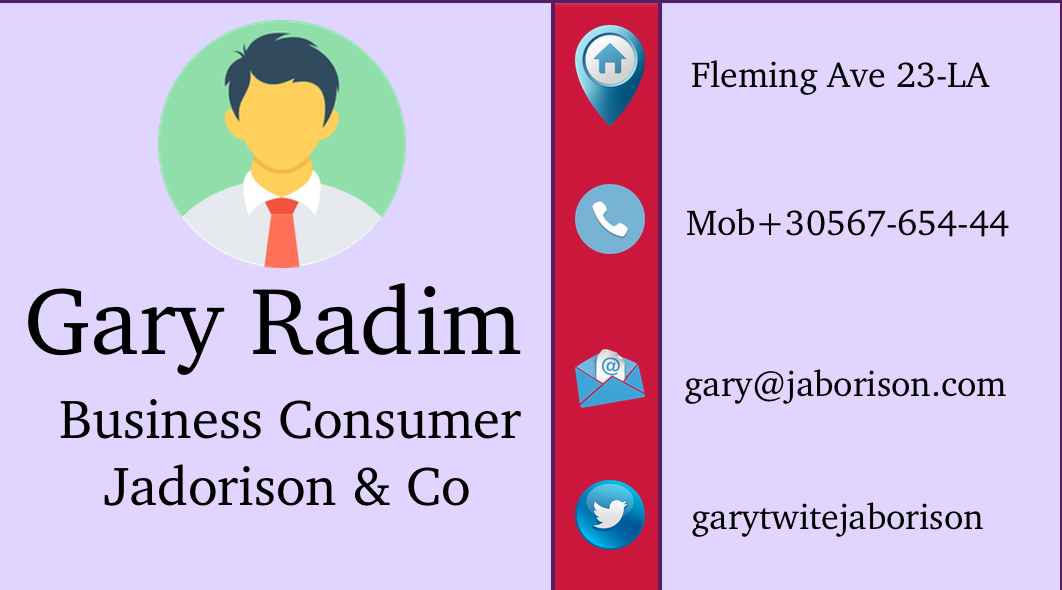 Gary Radim
Business Consumer
Jadorison & Co
Fleming Ave 23-LA
Mob+30567-654-44
@
gary@jaborison.com
garytwitejaborison